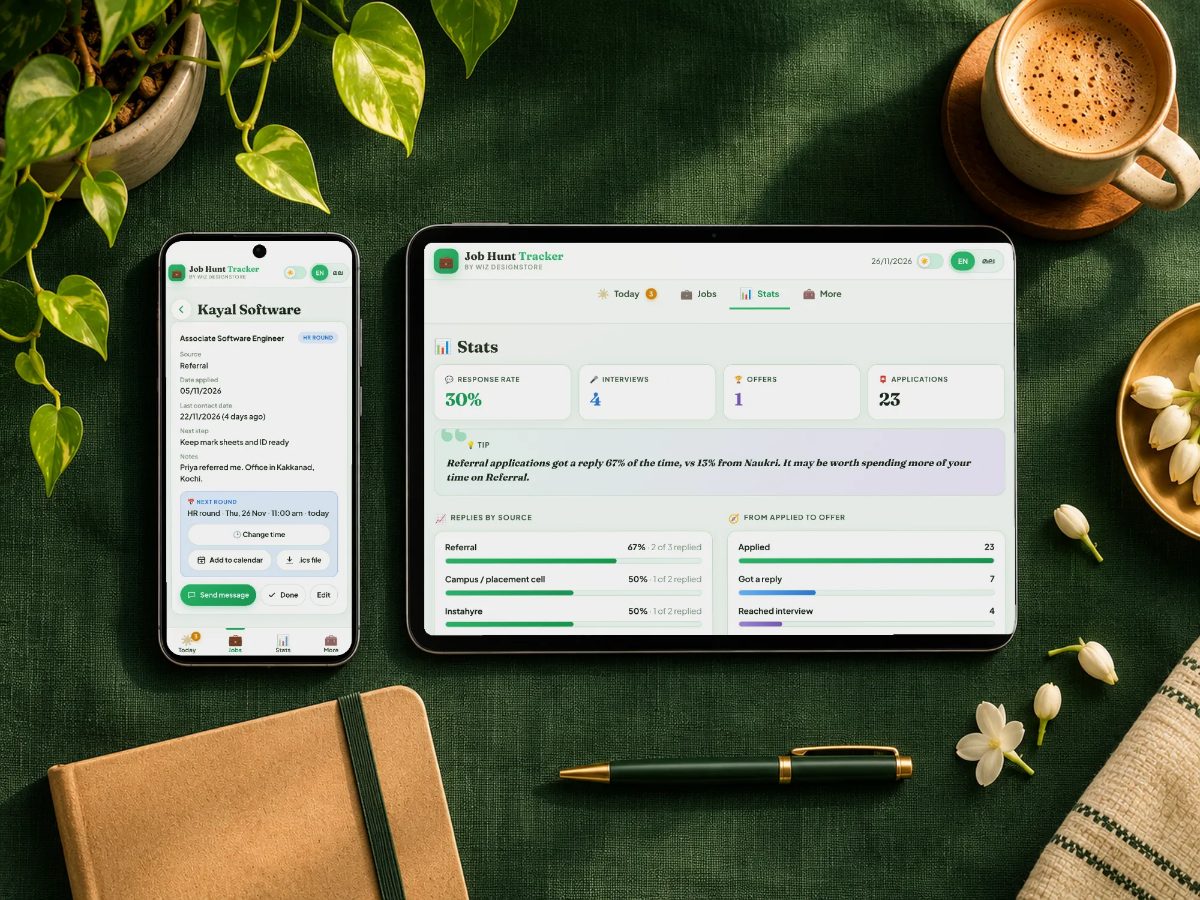 Job Hunt Tracker
BY WIZ DESIGNSTORE
EN
Kayal Software
Associate Software Engineer
HR ROUND
Source
Referral
Date applied
05/11/2026
Last contact date
22/11/2026 (4 days ago)
Next step
Keep mark sheets and ID ready
Notes
Priya referred me. Office in Kakkanad,
Kochi.
NEXT ROUND
HR round · Thu, 26 Nov · 11:00 am · today
Change time
Add to calendar
.ics file
Send message
Done
Edit
3
Today
Jobs
Stats
More
Job Hunt Tracker
BY WIZ DESIGNSTORE
26/11/2026
EN
Today 3
Jobs
Stats
More
Stats
RESPONSE RATE
30%
INTERVIEWS
4
OFFERS
1
APPLICATIONS
23
TIP
Referral applications got a reply 67% of the time, vs 13% from Naukri. It may be worth spending more of your
time on Referral.
REPLIES BY SOURCE
Referral
67% · 2 of 3 replied
Campus / placement cell
50% · 1 of 2 replied
Instahyre
50% · 1 of 2 replied
FROM APPLIED TO OFFER
Applied
23
Got a reply
7
Reached interview
4